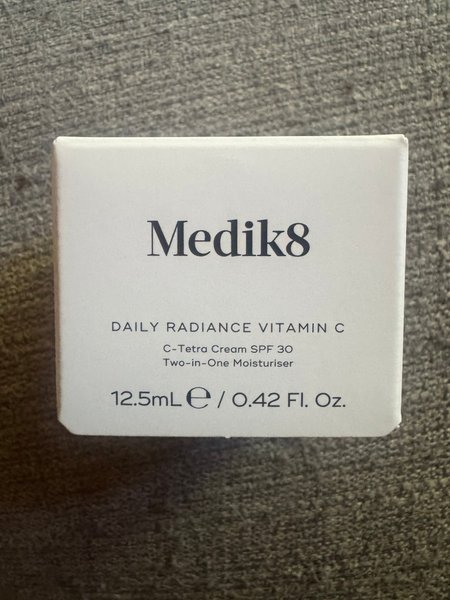 Medik8
DAILY RADIANCE VITAMIN C
C-Tetra Cream SPF 30
Two-in-One Moisturiser
12.5mL ℮ / 0.42 Fl. Oz.